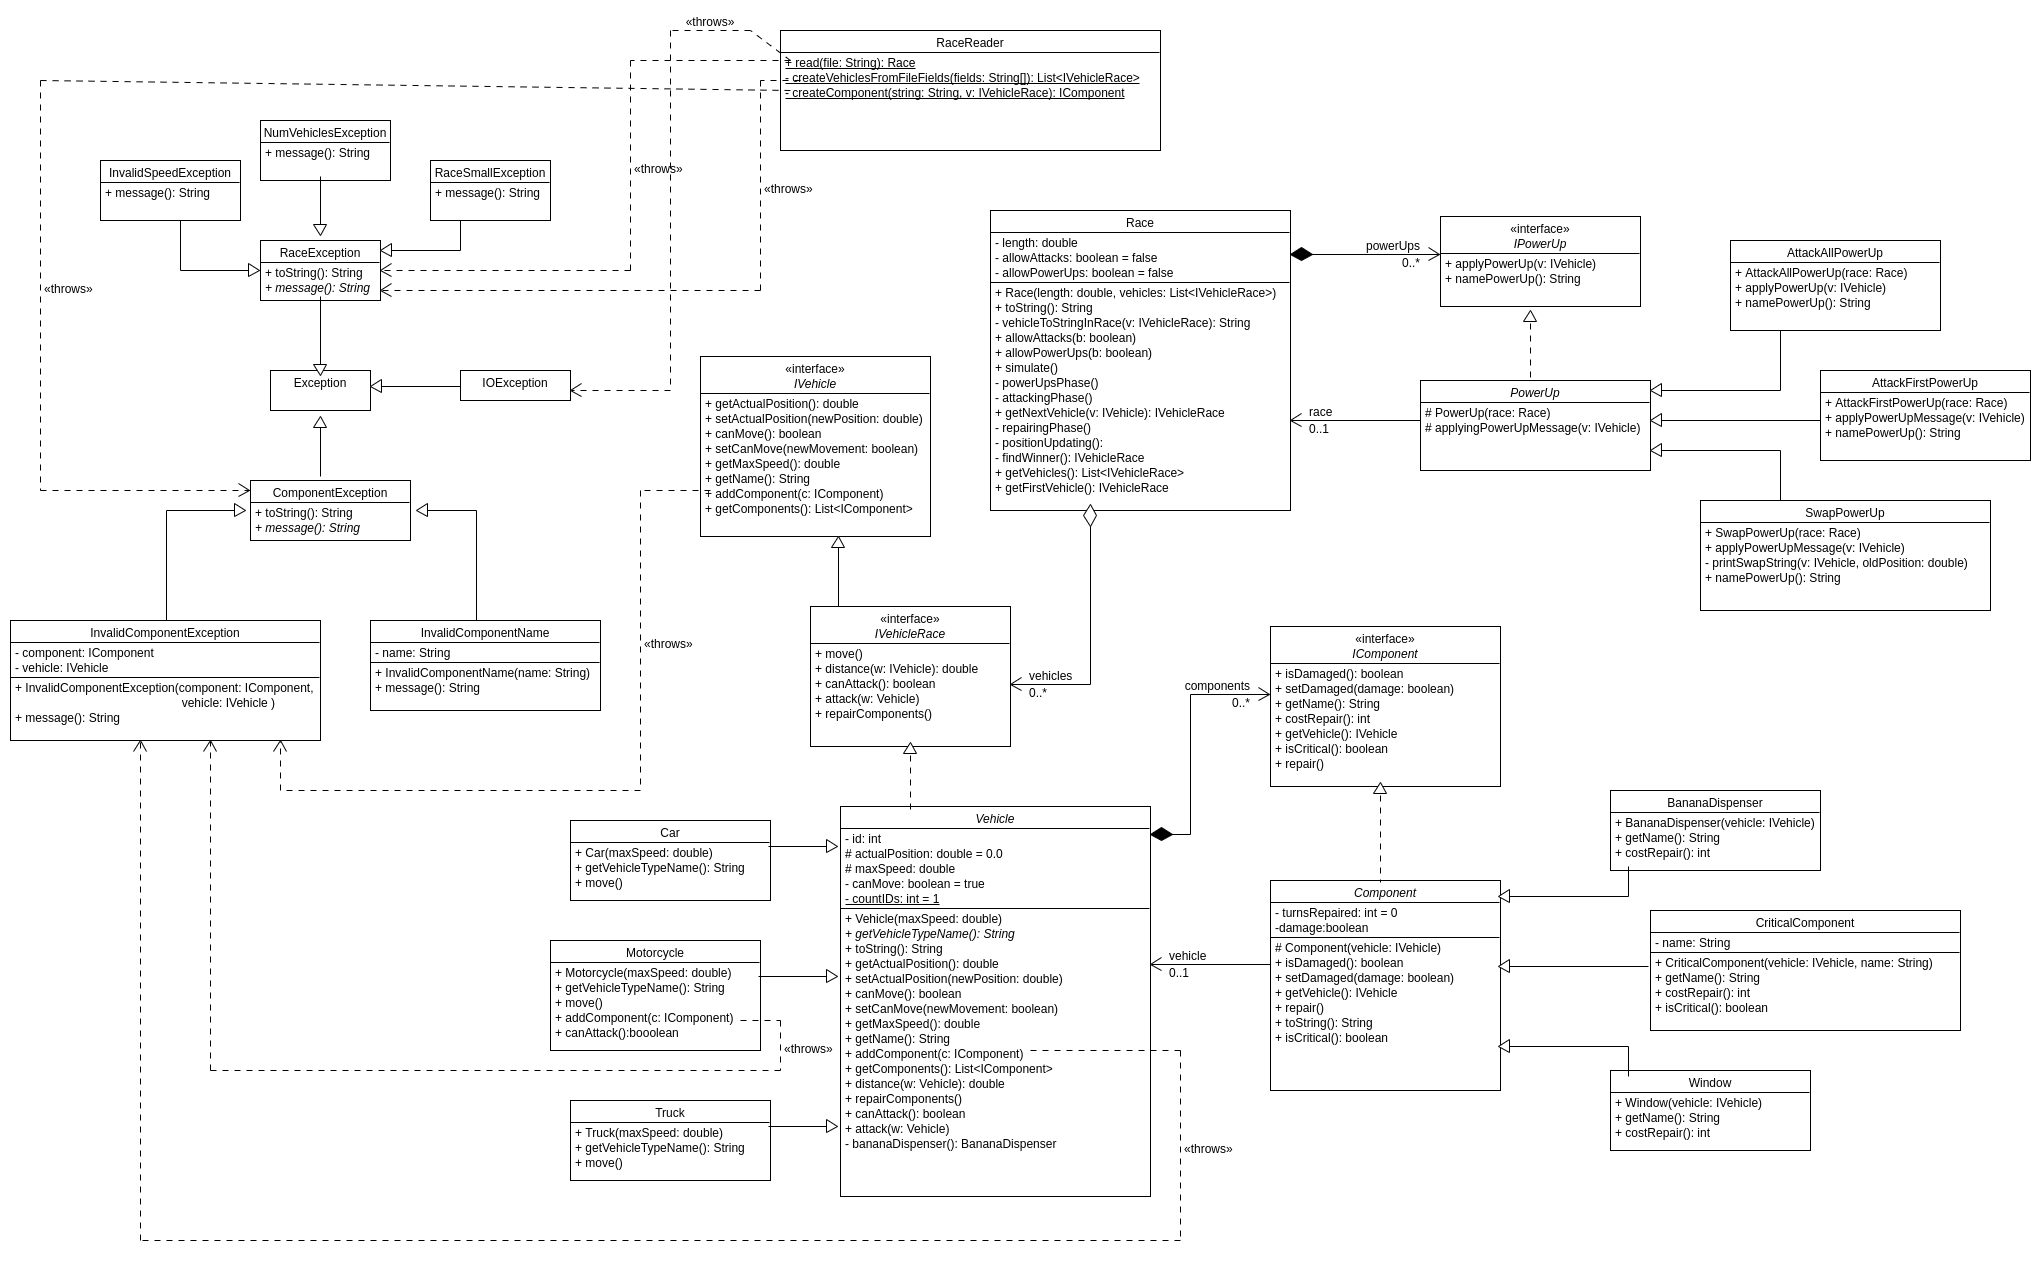 «throws»
RaceReader
+ read(file: String): Race
- createVehiclesFromFileFields(fields: String[]): List<IVehicleRace>
- createComponent(string: String, v: IVehicleRace): IComponent
NumVehiclesException
+ message(): String
InvalidSpeedException
+ message(): String
RaceSmallException
+ message(): String
«throws»
«throws»
RaceException
+ toString(): String
+ message(): String
«throws»
Exception
IOException
ComponentException
+ toString(): String
+ message(): String
InvalidComponentException
- component: IComponent
- vehicle: IVehicle
+ InvalidComponentException(component: IComponent,
vehicle: IVehicle )
+ message(): String
InvalidComponentName
- name: String
+ InvalidComponentName(name: String)
+ message(): String
«throws»
«interface»
IVehicle
+ getActualPosition(): double
+ setActualPosition(newPosition: double)
+ canMove(): boolean
+ setCanMove(newMovement: boolean)
+ getMaxSpeed(): double
+ getName(): String
+ addComponent(c: IComponent)
+ getComponents(): List<IComponent>
Race
- length: double
- allowAttacks: boolean = false
- allowPowerUps: boolean = false
+ Race(length: double, vehicles: List<IVehicleRace>)
+ toString(): String
- vehicleToStringInRace(v: IVehicleRace): String
+ allowAttacks(b: boolean)
+ allowPowerUps(b: boolean)
+ simulate()
- powerUpsPhase()
- attackingPhase()
+ getNextVehicle(v: IVehicle): IVehicleRace
- repairingPhase()
- positionUpdating():
- findWinner(): IVehicleRace
+ getVehicles(): List<IVehicleRace>
+ getFirstVehicle(): IVehicleRace
powerUps
0..*
«interface»
IPowerUp
+ applyPowerUp(v: IVehicle)
+ namePowerUp(): String
AttackAllPowerUp
+ AttackAllPowerUp(race: Race)
+ applyPowerUp(v: IVehicle)
+ namePowerUp(): String
race
0..1
PowerUp
# PowerUp(race: Race)
# applyingPowerUpMessage(v: IVehicle)
AttackFirstPowerUp
+ AttackFirstPowerUp(race: Race)
+ applyPowerUpMessage(v: IVehicle)
+ namePowerUp(): String
SwapPowerUp
+ SwapPowerUp(race: Race)
+ applyPowerUpMessage(v: IVehicle)
- printSwapString(v: IVehicle, oldPosition: double)
+ namePowerUp(): String
«interface»
IVehicleRace
+ move()
+ distance(w: IVehicle): double
+ canAttack(): boolean
+ attack(w: Vehicle)
+ repairComponents()
vehicles
0..*
components
0..*
«interface»
IComponent
+ isDamaged(): boolean
+ setDamaged(damage: boolean)
+ getName(): String
+ costRepair(): int
+ getVehicle(): IVehicle
+ isCritical(): boolean
+ repair()
Car
+ Car(maxSpeed: double)
+ getVehicleTypeName(): String
+ move()
Motorcycle
+ Motorcycle(maxSpeed: double)
+ getVehicleTypeName(): String
+ move()
+ addComponent(c: IComponent)
+ canAttack():booolean
«throws»
Truck
+ Truck(maxSpeed: double)
+ getVehicleTypeName(): String
+ move()
Vehicle
- id: int
# actualPosition: double = 0.0
# maxSpeed: double
- canMove: boolean = true
- countIDs: int = 1
+ Vehicle(maxSpeed: double)
+ getVehicleTypeName(): String
+ toString(): String
+ getActualPosition(): double
+ setActualPosition(newPosition: double)
+ canMove(): boolean
+ setCanMove(newMovement: boolean)
+ getMaxSpeed(): double
+ getName(): String
+ addComponent(c: IComponent)
+ getComponents(): List<IComponent>
+ distance(w: Vehicle): double
+ repairComponents()
+ canAttack(): boolean
+ attack(w: Vehicle)
- bananaDispenser(): BananaDispenser
«throws»
vehicle
0..1
Component
- turnsRepaired: int = 0
-damage:boolean
# Component(vehicle: IVehicle)
+ isDamaged(): boolean
+ setDamaged(damage: boolean)
+ getVehicle(): IVehicle
+ repair()
+ toString(): String
+ isCritical(): boolean
BananaDispenser
+ BananaDispenser(vehicle: IVehicle)
+ getName(): String
+ costRepair(): int
CriticalComponent
- name: String
+ CriticalComponent(vehicle: IVehicle, name: String)
+ getName(): String
+ costRepair(): int
+ isCritical(): boolean
Window
+ Window(vehicle: IVehicle)
+ getName(): String
+ costRepair(): int